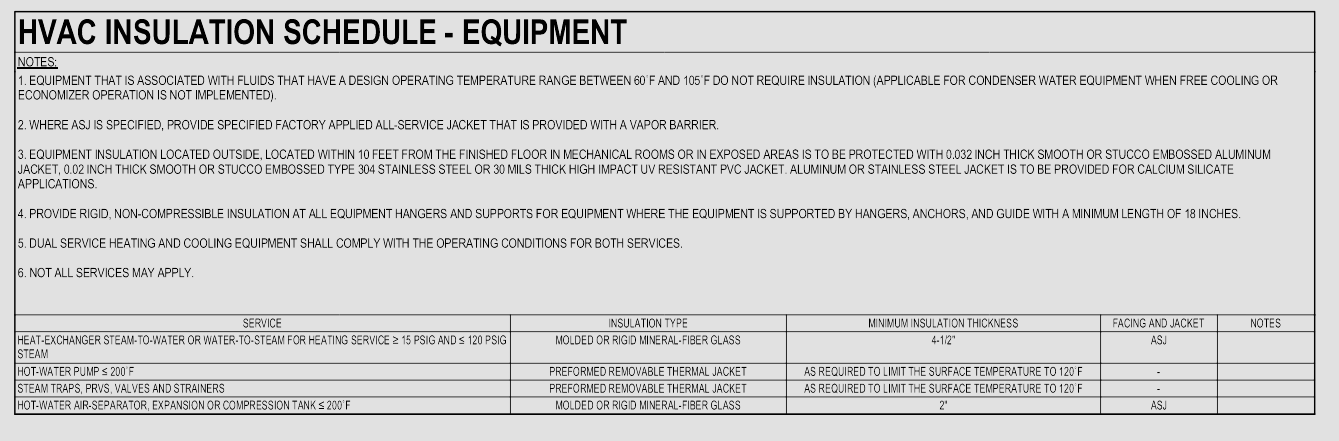 HVAC INSULATION SCHEDULE - EQUIPMENT
NOTES:
1. EQUIPMENT THAT IS ASSOCIATED WITH FLUIDS THAT HAVE A DESIGN OPERATING TEMPERATURE RANGE BETWEEN 60°F AND 105°F DO NOT REQUIRE INSULATION (APPLICABLE FOR CONDENSER WATER EQUIPMENT WHEN FREE COOLING OR
ECONOMIZER OPERATION IS NOT IMPLEMENTED).
2. WHERE ASJ IS SPECIFIED, PROVIDE SPECIFIED FACTORY APPLIED ALL-SERVICE JACKET THAT IS PROVIDED WITH A VAPOR BARRIER.
3. EQUIPMENT INSULATION LOCATED OUTSIDE, LOCATED WITHIN 10 FEET FROM THE FINISHED FLOOR IN MECHANICAL ROOMS OR IN EXPOSED AREAS IS TO BE PROTECTED WITH 0.032 INCH THICK SMOOTH OR STUCCO EMBOSSED ALUMINUM
JACKET, 0.02 INCH THICK SMOOTH OR STUCCO EMBOSSED TYPE 304 STAINLESS STEEL OR 30 MILS THICK HIGH IMPACT UV RESISTANT PVC JACKET. ALUMINUM OR STAINLESS STEEL JACKET IS TO BE PROVIDED FOR CALCIUM SILICATE
APPLICATIONS.
4. PROVIDE RIGID, NON-COMPRESSIBLE INSULATION AT ALL EQUIPMENT HANGERS AND SUPPORTS FOR EQUIPMENT WHERE THE EQUIPMENT IS SUPPORTED BY HANGERS, ANCHORS, AND GUIDE WITH A MINIMUM LENGTH OF 18 INCHES.
5. DUAL SERVICE HEATING AND COOLING EQUIPMENT SHALL COMPLY WITH THE OPERATING CONDITIONS FOR BOTH SERVICES.
6. NOT ALL SERVICES MAY APPLY.
SERVICE INSULATION TYPE MINIMUM INSULATION THICKNESS FACING AND JACKET NOTES
HEAT-EXCHANGER STEAM-TO-WATER OR WATER-TO-STEAM FOR HEATING SERVICE ≥ 15 PSIG AND ≤ 120 PSIG MOLDED OR RIGID MINERAL-FIBER GLASS 4-1/2" ASJ
STEAM
HOT-WATER PUMP ≤ 200°F PREFORMED REMOVABLE THERMAL JACKET AS REQUIRED TO LIMIT THE SURFACE TEMPERATURE TO 120°F -
STEAM TRAPS, PRVS, VALVES AND STRAINERS PREFORMED REMOVABLE THERMAL JACKET AS REQUIRED TO LIMIT THE SURFACE TEMPERATURE TO 120°F -
HOT-WATER AIR-SEPARATOR, EXPANSION OR COMPRESSION TANK ≤ 200°F MOLDED OR RIGID MINERAL-FIBER GLASS 2" ASJ